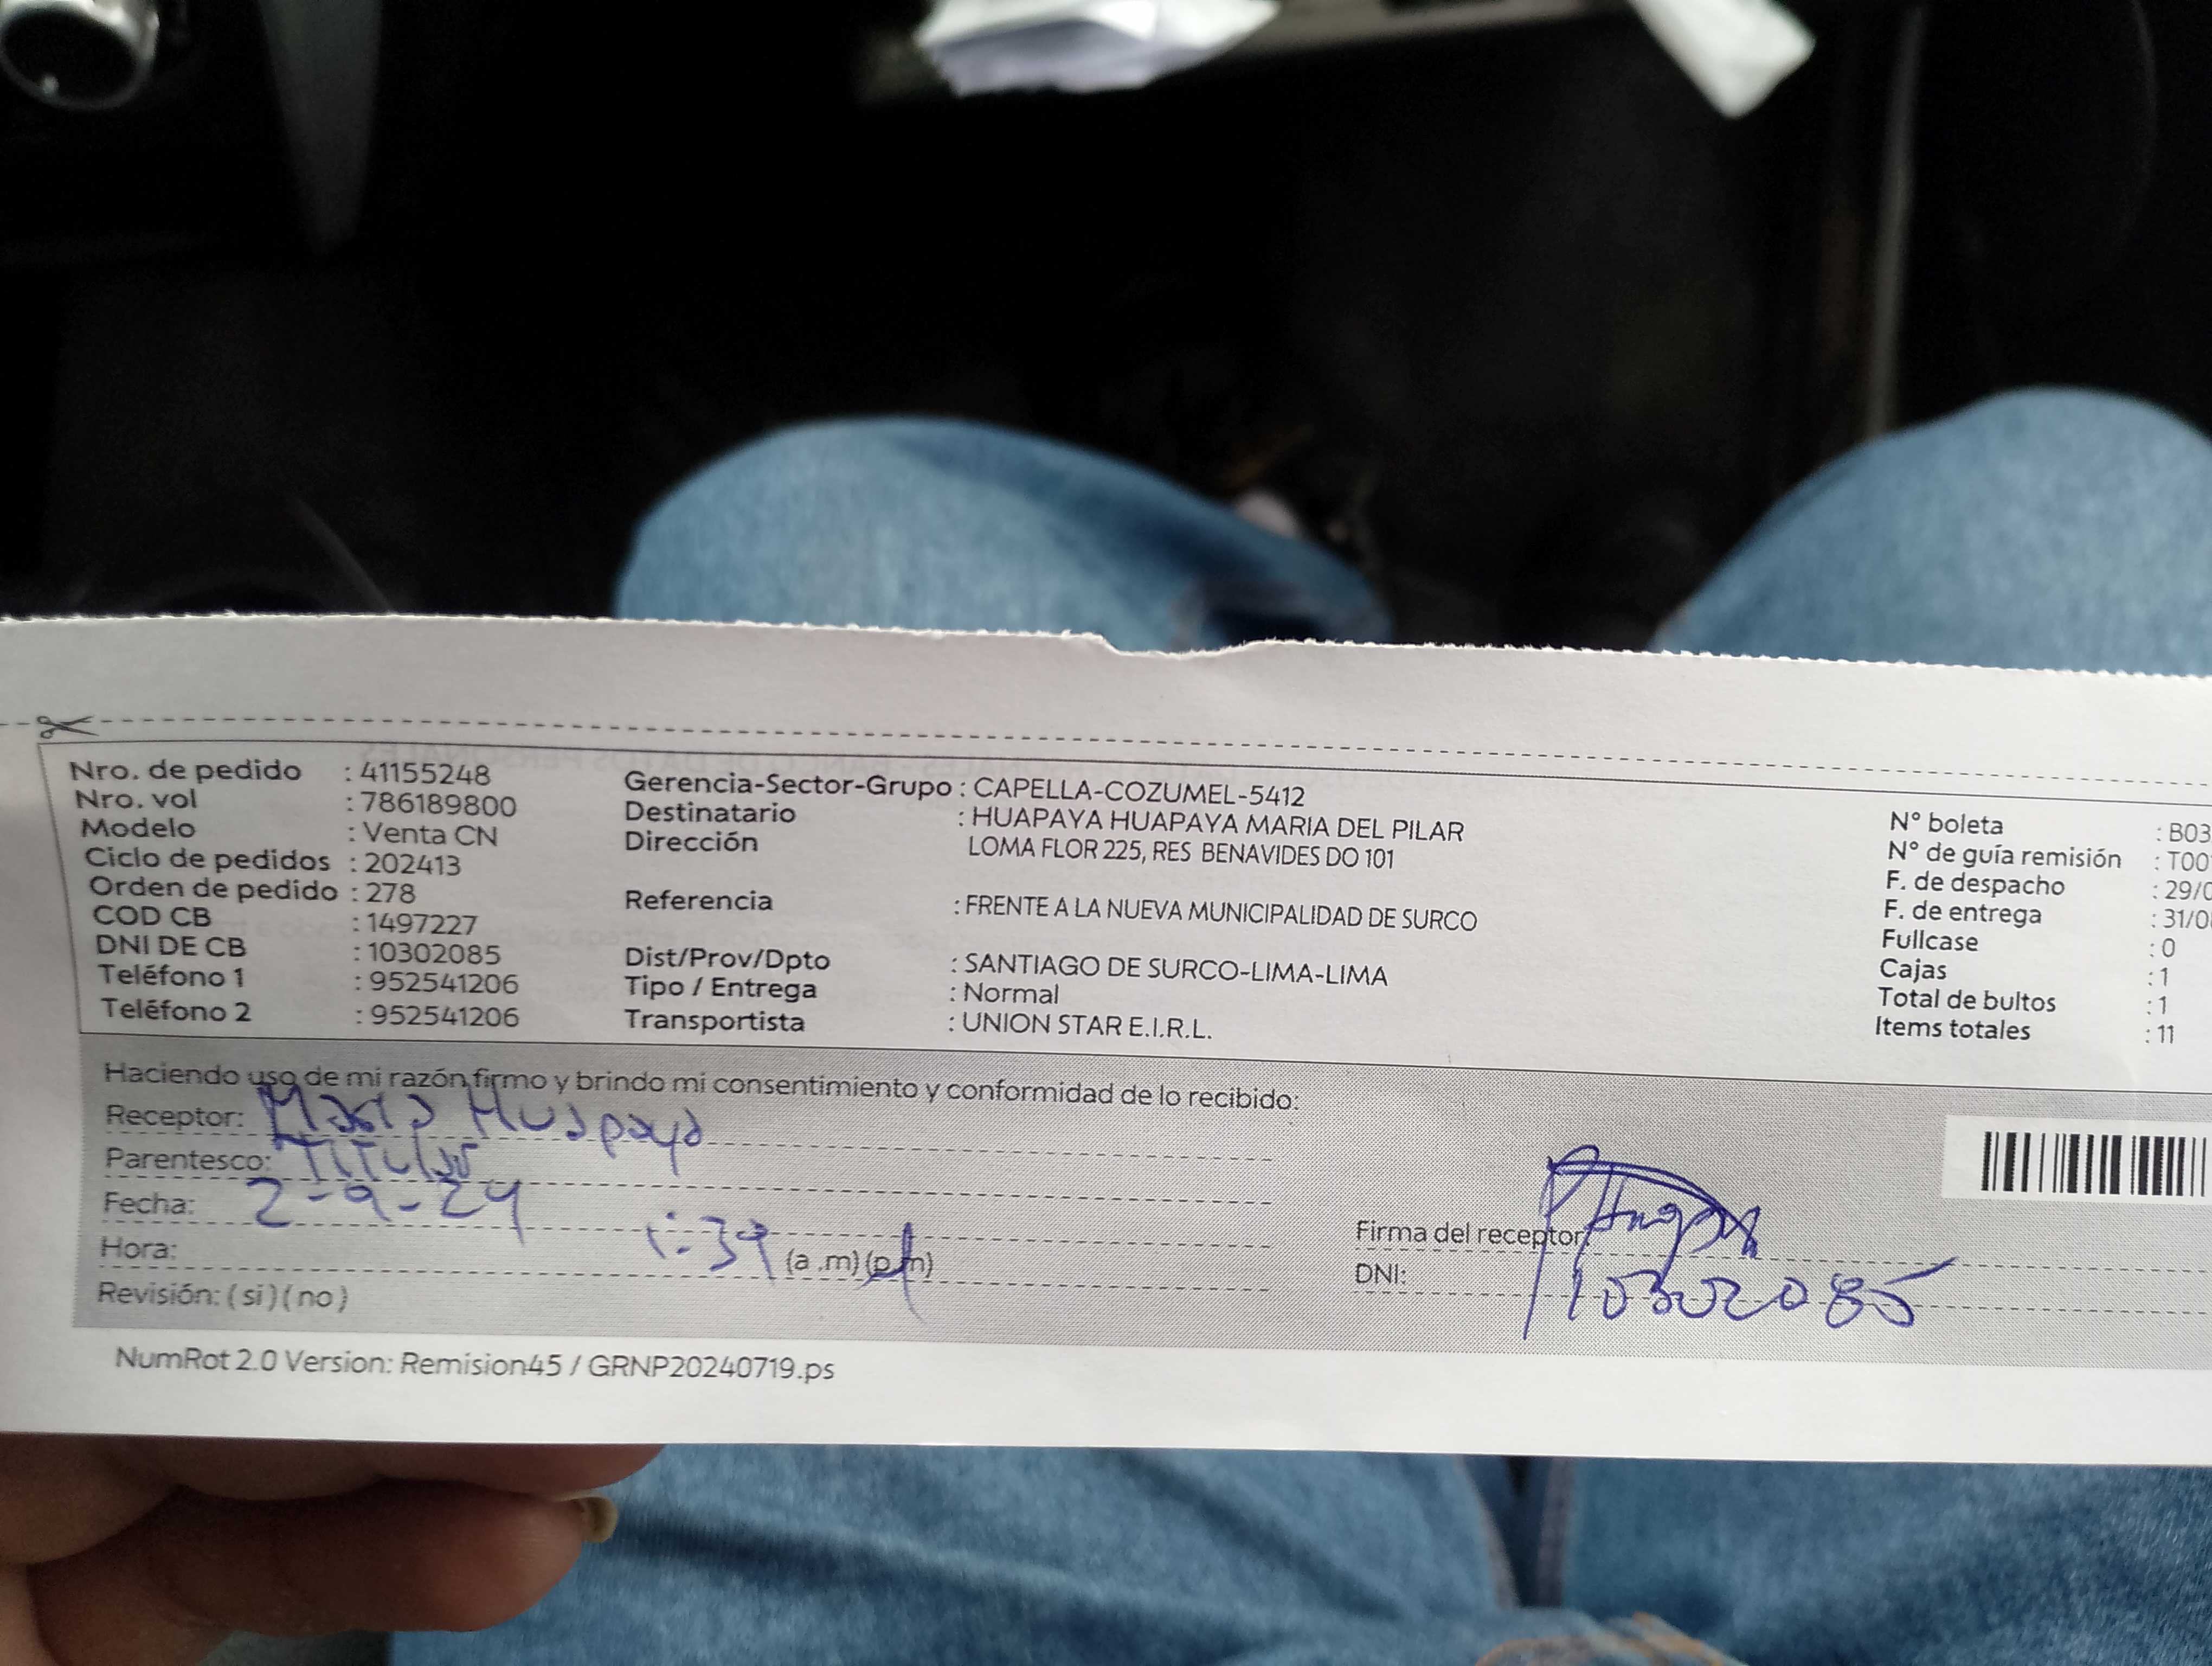 Nro. de pedido : 41155248
Nro. vol : 786189800
Modelo : Venta CN
Ciclo de pedidos : 202413
Orden de pedido : 278
COD CB : 1497227
DNI DE CB : 10302085
Teléfono 1 : 952541206
Teléfono 2 : 952541206
Gerencia-Sector-Grupo : CAPELLA-COZUMEL-5412
Destinatario : HUAPAYA HUAPAYA MARIA DEL PILAR
Dirección LOMA FLOR 225, RES BENAVIDES DO 101
Referencia : FRENTE A LA NUEVA MUNICIPALIDAD DE SURCO
Dist/Prov/Dpto : SANTIAGO DE SURCO-LIMA-LIMA
Tipo / Entrega : Normal
Transportista : UNION STAR E.I.R.L.
N° boleta : B03
N° de guía remisión : T00
F. de despacho : 29/0
F. de entrega : 31/0
Fullcase : 0
Cajas : 1
Total de bultos : 1
Items totales : 11
Haciendo uso de mi razón firmo y brindo mi consentimiento y conformidad de lo recibido:
Receptor: Maria Huapaya
Parentesco: Titular
Fecha: 2-9-24
Hora: 1:39 (a .m) (p.m)
Revisión: ( si ) ( no )
Firma del receptor:
DNI: 10302085
NumRot 2.0 Version: Remision45 / GRNP20240719.ps